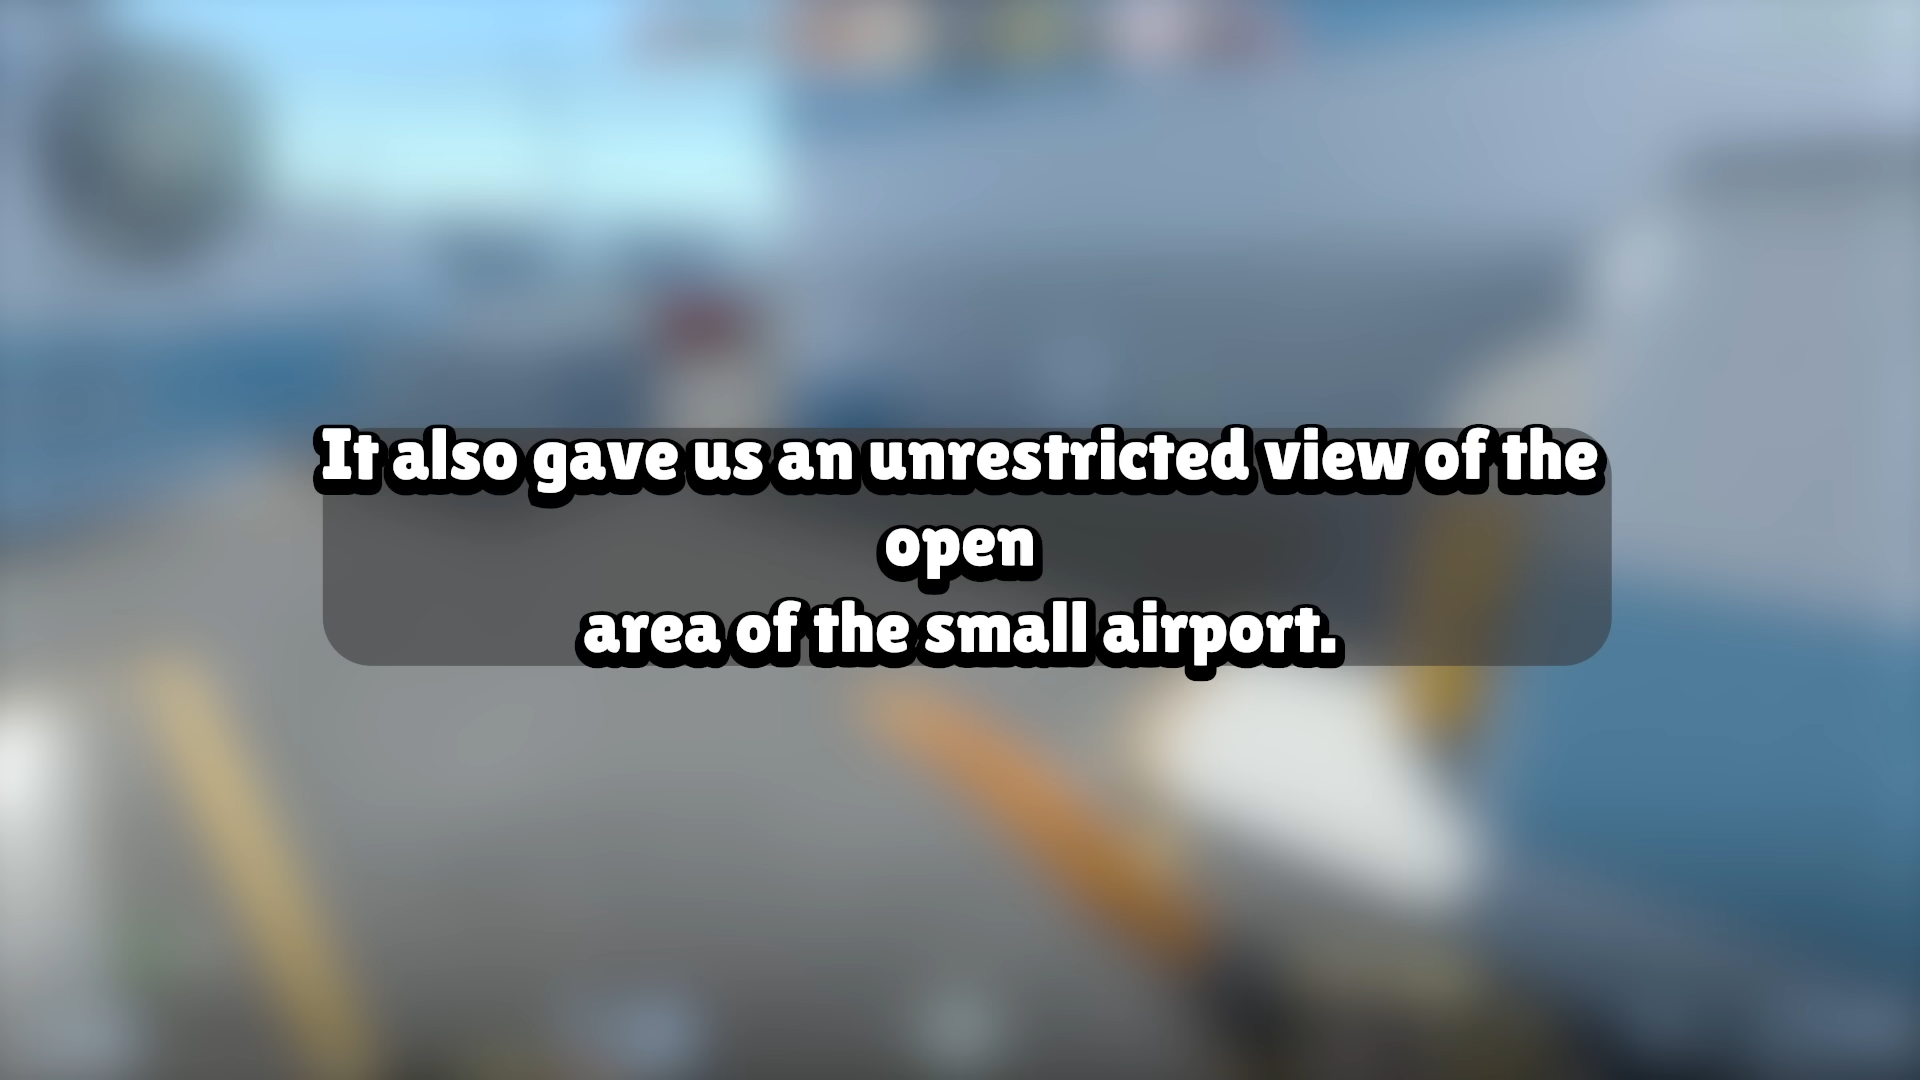 It also gave us an unrestricted view of the
open
area of the small airport.